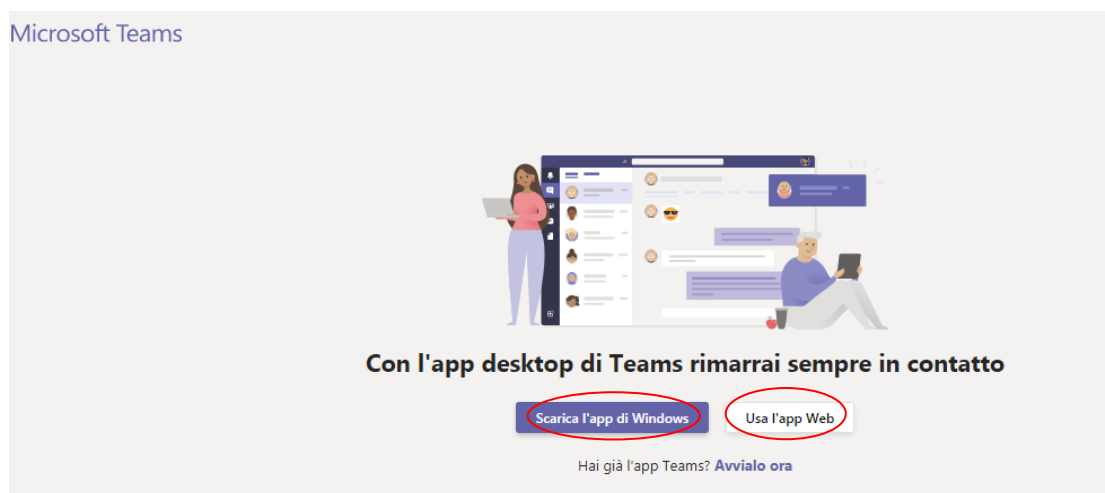 Microsoft Teams
Con l'app desktop di Teams rimarrai sempre in contatto
Scarica l'app di Windows
Usa l'app Web
Hai già l'app Teams? Avvialo ora